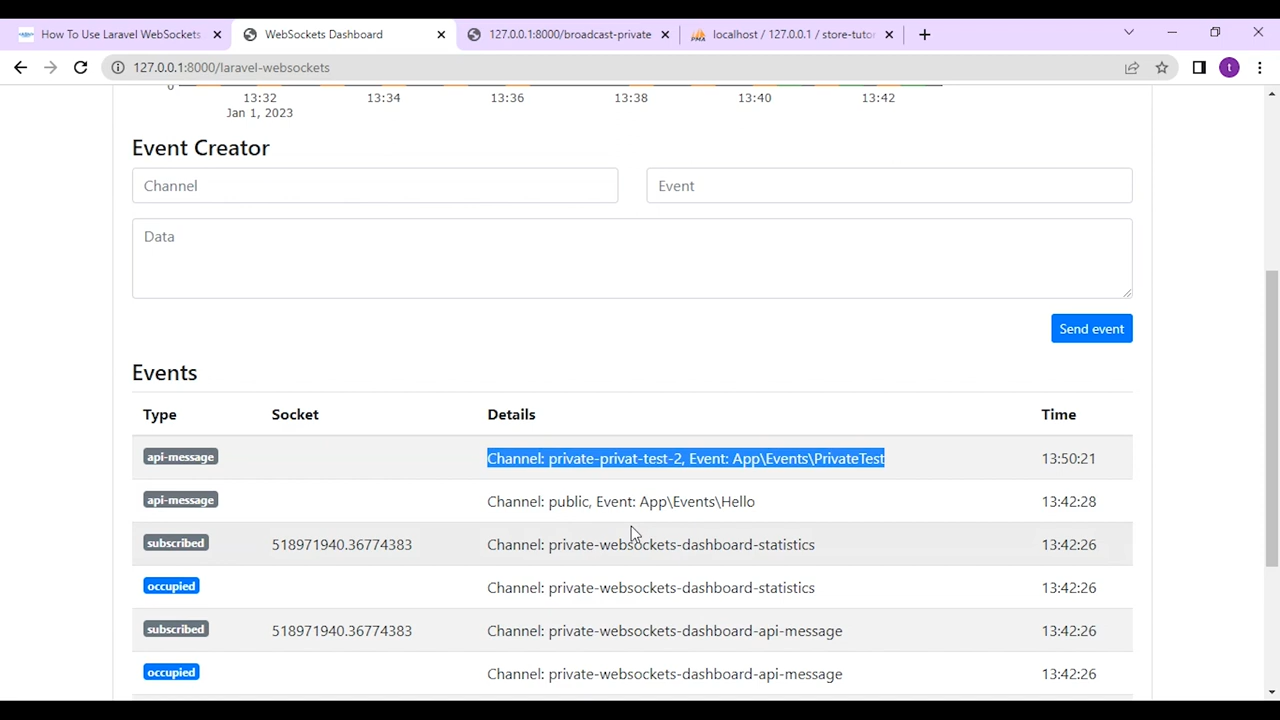 How To Use Laravel WebSockets
WebSockets Dashboard
127.0.0.1:8000/broadcast-private
localhost / 127.0.0.1 / store-tutor
127.0.0.1:8000/laravel-websockets
t
0
13:32 13:34 13:36 13:38 13:40 13:42
Jan 1, 2023
Event Creator
Channel Event
Data
Send event
Events
Type Socket Details Time
api-message Channel: private-privat-test-2, Event: App\Events\PrivateTest 13:50:21
api-message Channel: public, Event: App\Events\Hello 13:42:28
subscribed 518971940.36774383 Channel: private-websockets-dashboard-statistics 13:42:26
occupied Channel: private-websockets-dashboard-statistics 13:42:26
subscribed 518971940.36774383 Channel: private-websockets-dashboard-api-message 13:42:26
occupied Channel: private-websockets-dashboard-api-message 13:42:26